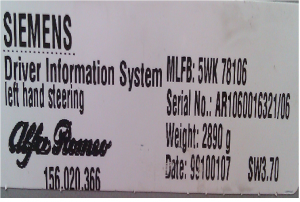 SIEMENS
Driver Information System
left hand steering
Alfa Romeo
156.020.366
MLFB: 5WK 78106
Serial No.: AR1060016321/06
Weight: 2890 g
Date: 99100107 SW3.70